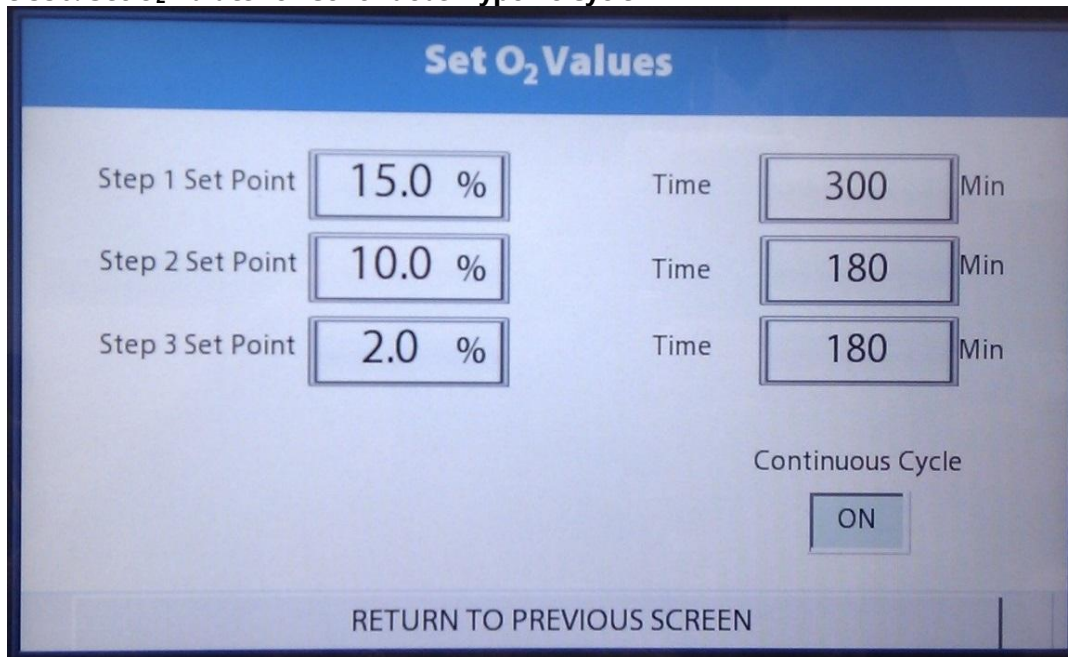 Set O₂ Values
Step 1 Set Point 15.0 % Time 300 Min
Step 2 Set Point 10.0 % Time 180 Min
Step 3 Set Point 2.0 % Time 180 Min
Continuous Cycle
ON
RETURN TO PREVIOUS SCREEN